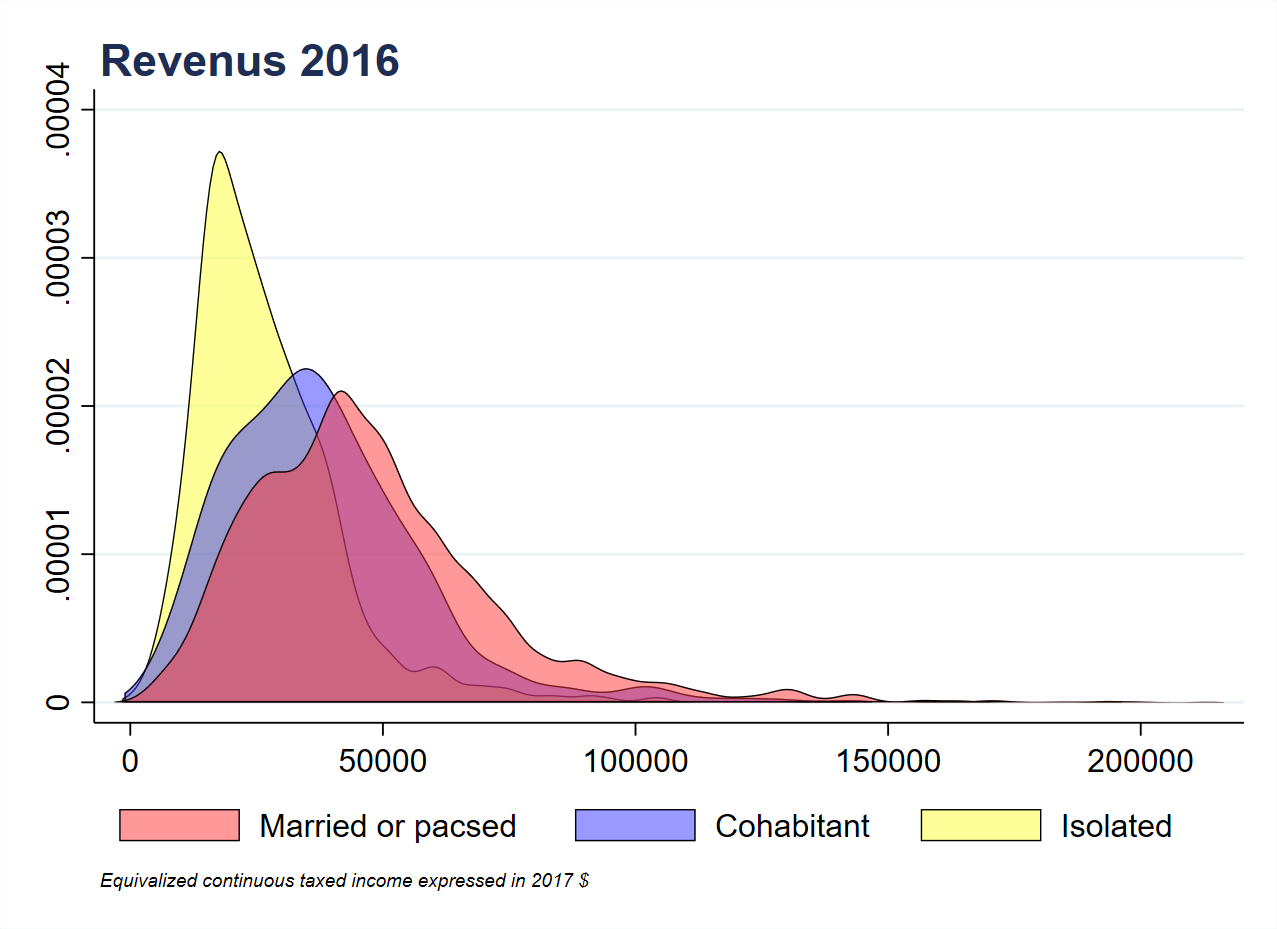 Revenus 2016
.00004
.00003
.00002
.00001
0
0 50000 100000 150000 200000
Married or pacsed Cohabitant Isolated
Equivalized continuous taxed income expressed in 2017 $